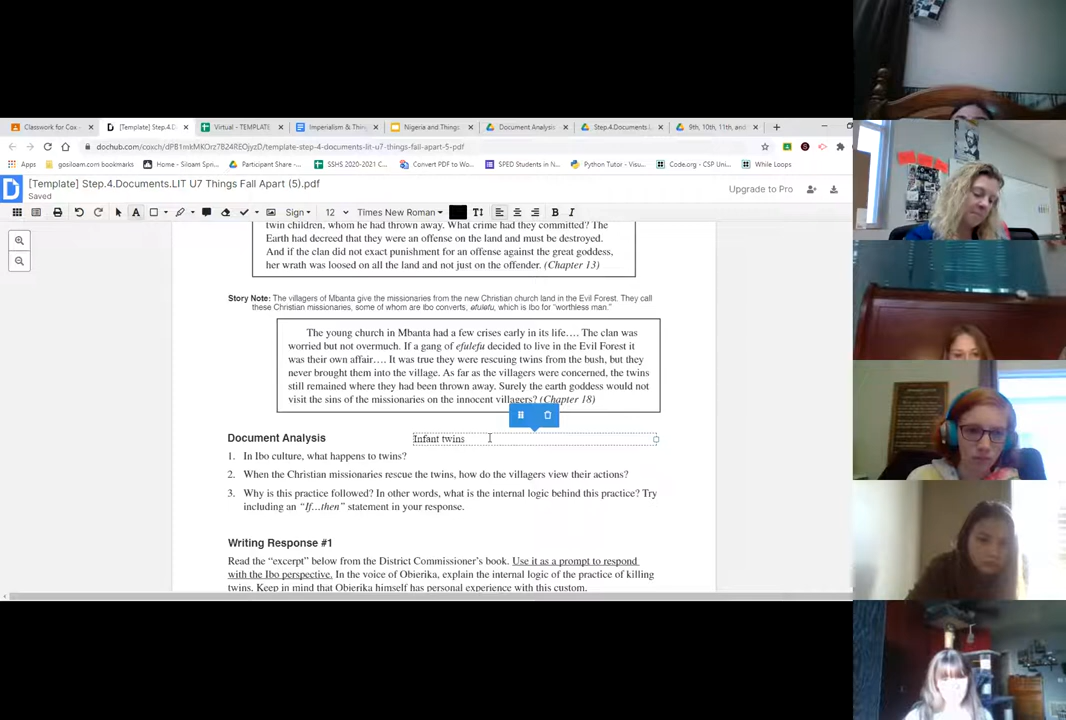 Classwork for Cox -
[Template] Step.4.D
Virtual - TEMPLATE
Imperialism & Thin
Nigeria and Things
Document Analysis
Step.4.Documents.L
9th, 10th, 11th, an
dochub.com/coxch/dPB1mkMKOrz7B24REOjyzD/template-step-4-documents-lit-u7-things-fall-apart-5-pdf
Apps
gosiloam.com bookmarks
Home - Siloam Sprin
Participant Share -
SSHS 2020-2021 C
Convert PDF to Wo
SPED Students in N
Python Tutor - Visu
Code.org - CSP Uni
While Loops
[Template] Step.4.Documents.LIT U7 Things Fall Apart (5).pdf
Saved
Upgrade to Pro
Sign
12
Times New Roman
twin children, whom he had thrown away. What crime had they committed? The
Earth had decreed that they were an offense on the land and must be destroyed.
And if the clan did not exact punishment for an offense against the great goddess,
her wrath was loosed on all the land and not just on the offender. (Chapter 13)
Story Note: The villagers of Mbanta give the missionaries from the new Christian church land in the Evil Forest. They call
these Christian missionaries, some of whom are Ibo converts, efulefu, which is Ibo for "worthless man."
The young church in Mbanta had a few crises early in its life.... The clan was
worried but not overmuch. If a gang of efulefu decided to live in the Evil Forest it
was their own affair.... It was true they were rescuing twins from the bush, but they
never brought them into the village. As far as the villagers were concerned, the twins
still remained where they had been thrown away. Surely the earth goddess would not
visit the sins of the missionaries on the innocent villagers? (Chapter 18)
Document Analysis
Infant twins
1. In Ibo culture, what happens to twins?
2. When the Christian missionaries rescue the twins, how do the villagers view their actions?
3. Why is this practice followed? In other words, what is the internal logic behind this practice? Try
including an "If...then" statement in your response.
Writing Response #1
Read the "excerpt" below from the District Commissioner's book. Use it as a prompt to respond
with the Ibo perspective. In the voice of Obierika, explain the internal logic of the practice of killing
twins. Keep in mind that Obierika himself has personal experience with this custom.